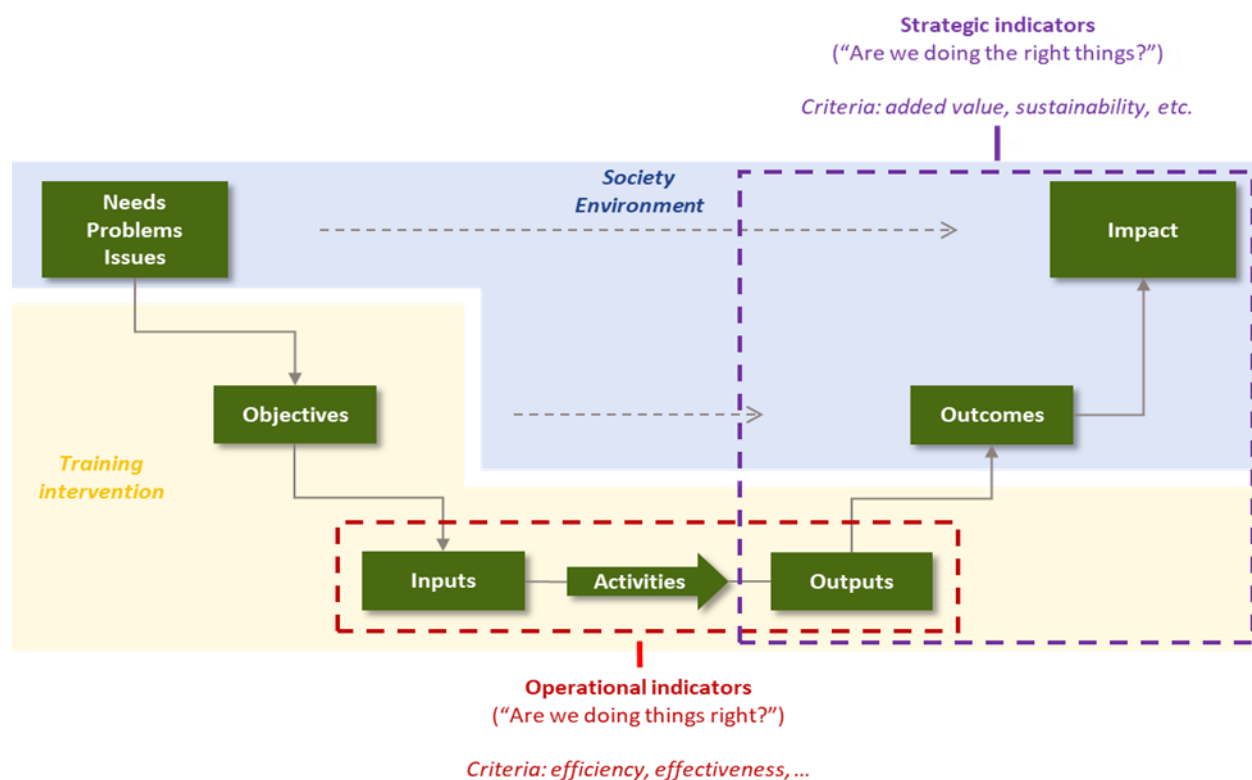 Strategic indicators
(“Are we doing the right things?”)
Criteria: added value, sustainability, etc.
Needs
Problems
Issues
Society
Environment
Impact
Objectives
Outcomes
Training
intervention
Inputs
Activities
Outputs
Operational indicators
(“Are we doing things right?”)
Criteria: efficiency, effectiveness, ...